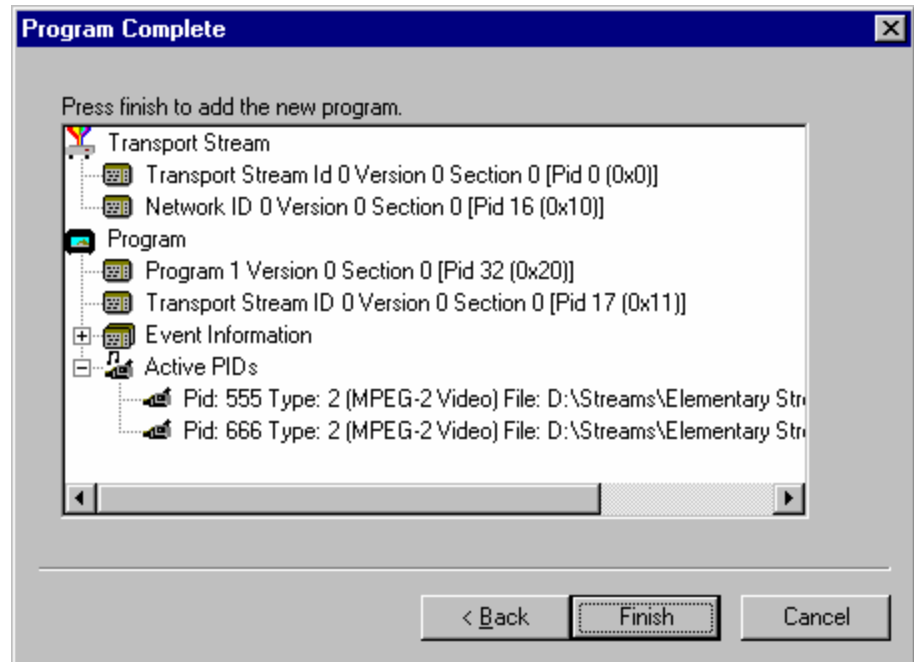 Program Complete
Press finish to add the new program.
Transport Stream
Transport Stream Id 0 Version 0 Section 0 [Pid 0 (0x0)]
Network ID 0 Version 0 Section 0 [Pid 16 (0x10)]
Program
Program 1 Version 0 Section 0 [Pid 32 (0x20)]
Transport Stream ID 0 Version 0 Section 0 [Pid 17 (0x11)]
Event Information
Active PIDs
Pid: 555 Type: 2 (MPEG-2 Video) File: D:\Streams\Elementary Stre
Pid: 666 Type: 2 (MPEG-2 Video) File: D:\Streams\Elementary Stre
< Back
Finish
Cancel